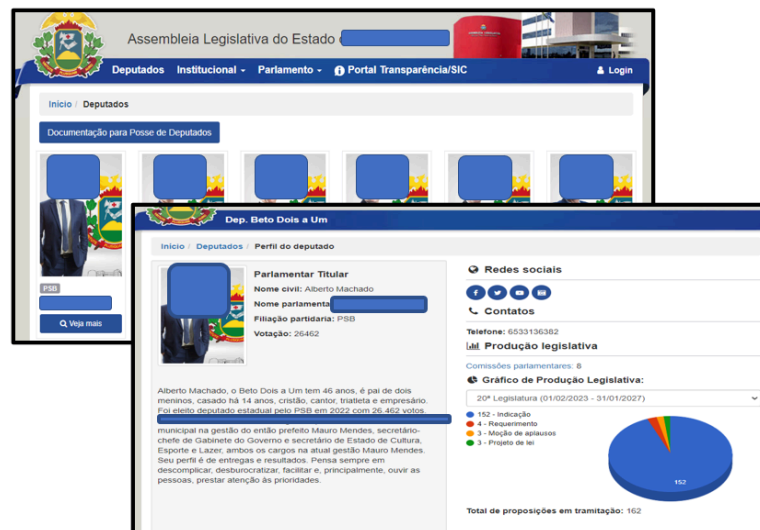 Assembleia Legislativa do Estado
Deputados Institucional Parlamento Portal Transparência/SIC Login
Início / Deputados
Documentação para Posse de Deputados
PSB
Veja mais
Dep. Beto Dois a Um
Início / Deputados / Perfil do deputado
Parlamentar Titular
Nome civil: Alberto Machado
Nome parlamenta
Filiação partidaria: PSB
Votação: 26462
Alberto Machado, o Beto Dois a Um tem 46 anos, é pai de dois
meninos, casado há 14 anos, cristão, cantor, triatleta e empresário.
Foi eleito deputado estadual pelo PSB em 2022 com 26.462 votos.
municipal na gestão do então prefeito Mauro Mendes, secretário-
chefe de Gabinete do Governo e secretário de Estado de Cultura,
Esporte e Lazer, ambos os cargos na atual gestão Mauro Mendes.
Seu perfil é de entregas e resultados. Pensa sempre em
descomplicar, desburocratizar, facilitar e, principalmente, ouvir as
pessoas, prestar atenção às prioridades.
Redes sociais
Contatos
Telefone: 6533136382
Produção legislativa
Comissões parlamentares: 8
Gráfico de Produção Legislativa:
20ª Legislatura (01/02/2023 - 31/01/2027)
152 - Indicação
4 - Requerimento
3 - Moção de aplausos
3 - Projeto de lei
152
Total de proposições em tramitação: 162